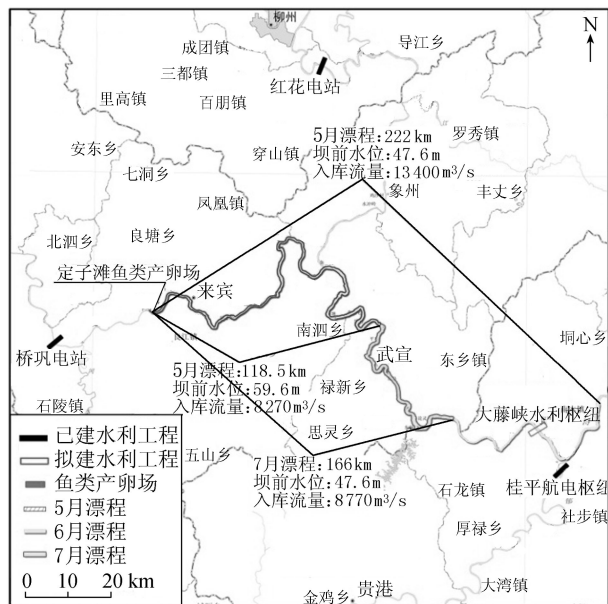 柳州
N
成团镇
导江乡
三都镇
红花电站
里高镇
百朋镇
5月漂程:222 km
坝前水位:47.6 m
入库流量:13400 m³/s
罗秀镇
安东乡
穿山镇
七洞乡
象州
丰丈乡
凤凰镇
北泗乡
良塘乡
定子滩鱼类产卵场
来宾
南泗乡
武宣
东乡镇
垌心乡
桥巩电站
5月漂程:118.5 km
坝前水位:59.6 m
入库流量:8270 m³/s
禄新乡
石陵镇
大藤峡水利枢纽
思灵乡
五山乡
7月漂程:166 km
坝前水位:47.6 m
入库流量:8770 m³/s
石龙镇
桂平航电枢纽
社步镇
厚禄乡
大湾镇
贵港
金鸡乡
已建水利工程
拟建水利工程
鱼类产卵场
5月漂程
6月漂程
7月漂程
0 10 20 km